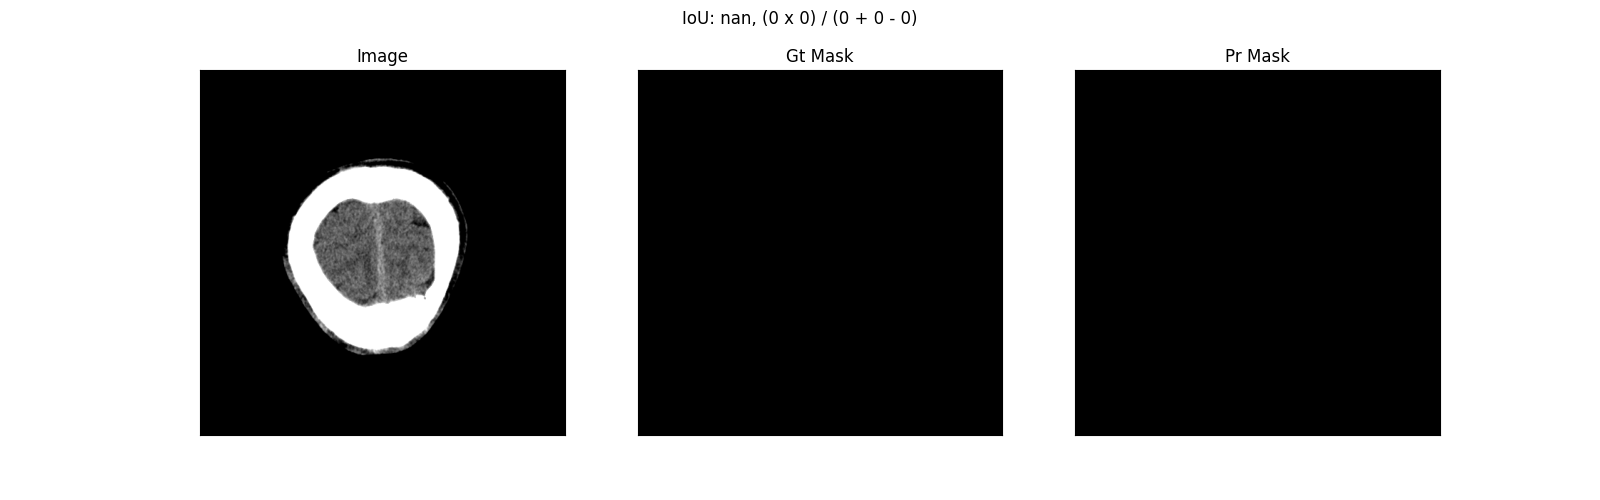 IoU: nan, (0 x 0) / (0 + 0 - 0)
Image
Gt Mask
Pr Mask